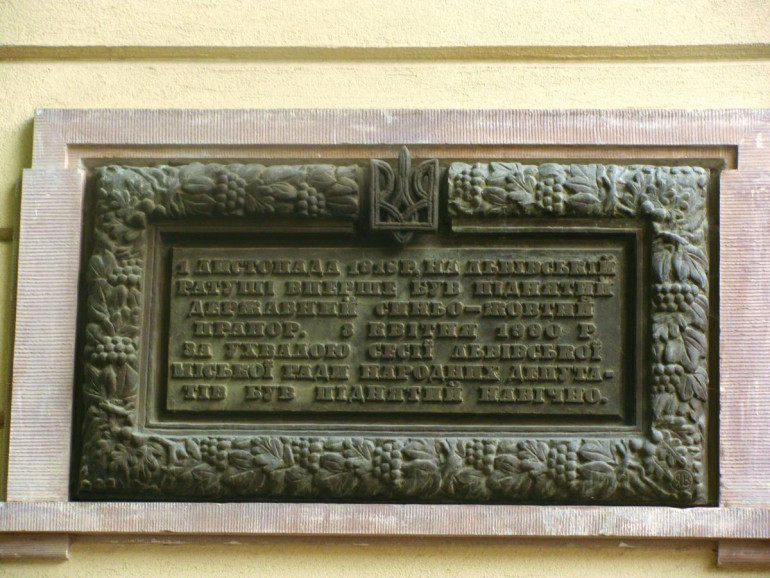 1 ЛИСТОПАДА 1918 Р. НА ЛЬВІВСЬКІЙ
РАТУШІ ВПЕРШЕ БУВ ПІДНЯТИЙ
ДЕРЖАВНИЙ СИНЬО-ЖОВТИЙ
ПРАПОР. 3 КВІТНЯ 1990 Р.
ЗА УХВАЛОЮ СЕСІЇ ЛЬВІВСЬКОЇ
МІСЬКОЇ РАДИ НАРОДНИХ ДЕПУТА-
ТІВ БУВ ПІДНЯТИЙ НАВІЧНО.